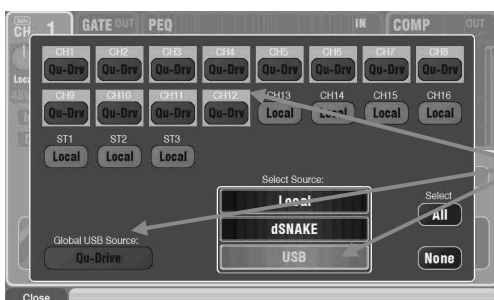 CH 1 GATE OUT PEQ IN COMP OUT
CH1 CH2 CH3 CH4 CH5 CH6 CH7 CH8
Qu-Drv Qu-Drv Qu-Drv Qu-Drv Qu-Drv Qu-Drv Qu-Drv Qu-Drv
CH9 CH10 CH11 CH12 CH13 CH14 CH15 CH16
Qu-Drv Qu-Drv Qu-Drv Qu-Drv Local Local Local Local
ST1 ST2 ST3
Local Local Local
Select Source:
Local
dSNAKE
USB
Select
All
None
Global USB Source:
Qu-Drive
Close